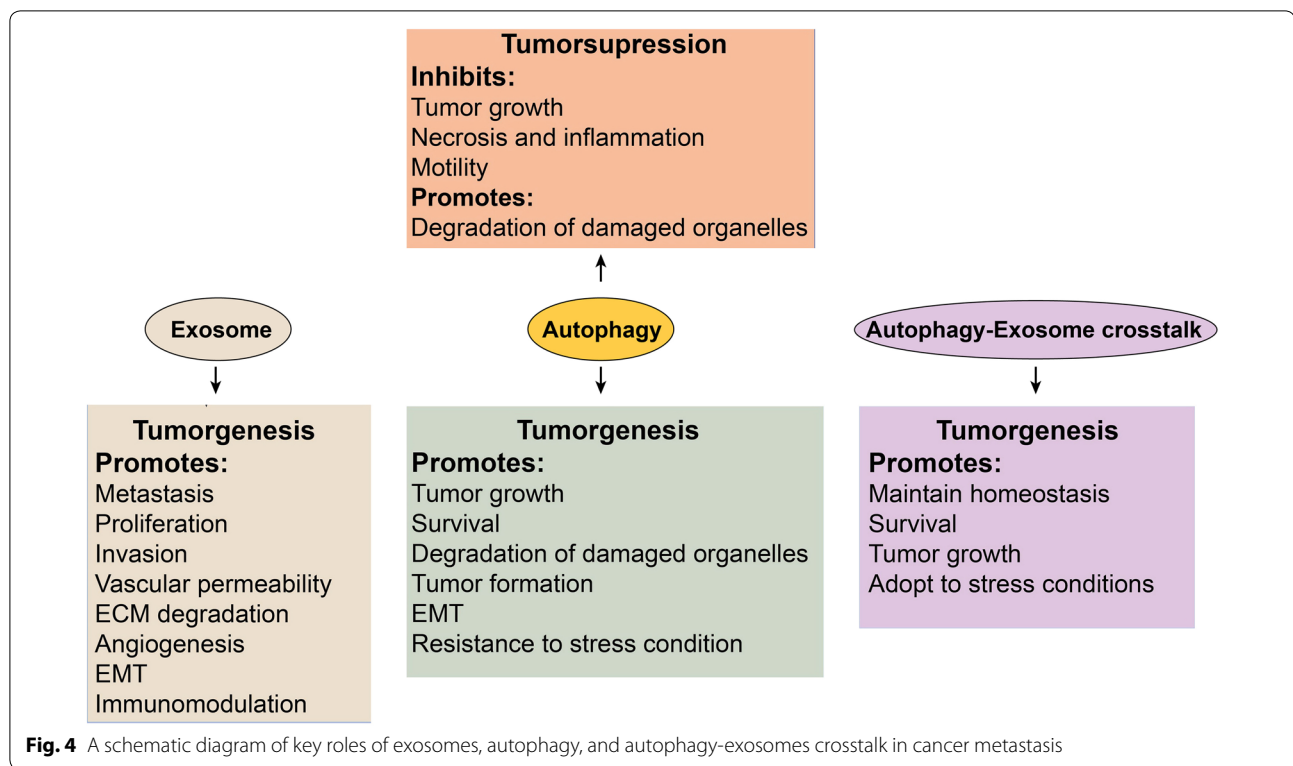 Tumorsupression
Inhibits:
Tumor growth
Necrosis and inflammation
Motility
Promotes:
Degradation of damaged organelles
Exosome
Autophagy
Autophagy-Exosome crosstalk
Tumorgenesis
Promotes:
Metastasis
Proliferation
Invasion
Vascular permeability
ECM degradation
Angiogenesis
EMT
Immunomodulation
Tumorgenesis
Promotes:
Tumor growth
Survival
Degradation of damaged organelles
Tumor formation
EMT
Resistance to stress condition
Tumorgenesis
Promotes:
Maintain homeostasis
Survival
Tumor growth
Adopt to stress conditions
Fig. 4 A schematic diagram of key roles of exosomes, autophagy, and autophagy-exosomes crosstalk in cancer metastasis